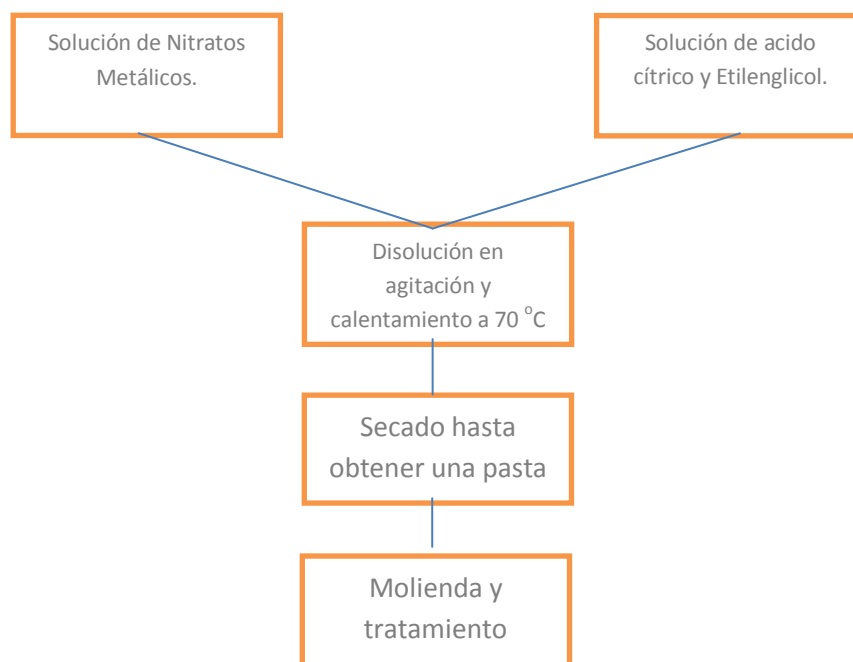 Solución de Nitratos
Metálicos.
Solución de acido
cítrico y Etilenglicol.
Disolución en
agitación y
calentamiento a 70 °C
Secado hasta
obtener una pasta
Molienda y
tratamiento